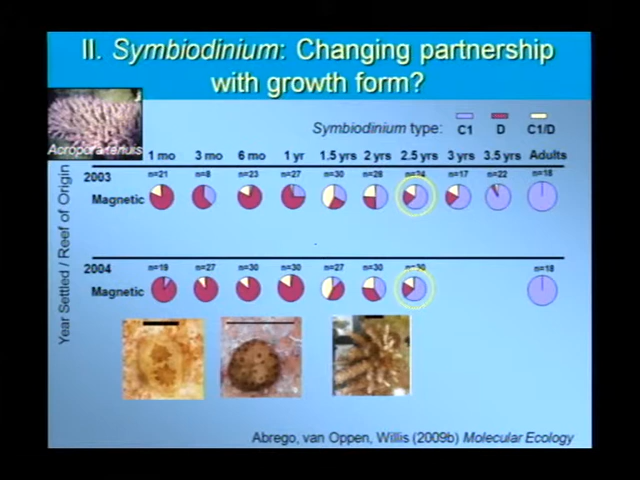 II. Symbiodinium: Changing partnership
with growth form?
Acropora tenuis
Symbiodinium type: C1 D C1/D
1 mo 3 mo 6 mo 1 yr 1.5 yrs 2 yrs 2.5 yrs 3 yrs 3.5 yrs Adults
2003 n=21 n=8 n=23 n=27 n=30 n=28 n=17 n=22 n=18
Magnetic
2004 n=19 n=27 n=30 n=30 n=27 n=30 n=30 n=18
Magnetic
Year Settled / Reef of Origin
Abrego, van Oppen, Willis (2009b) Molecular Ecology